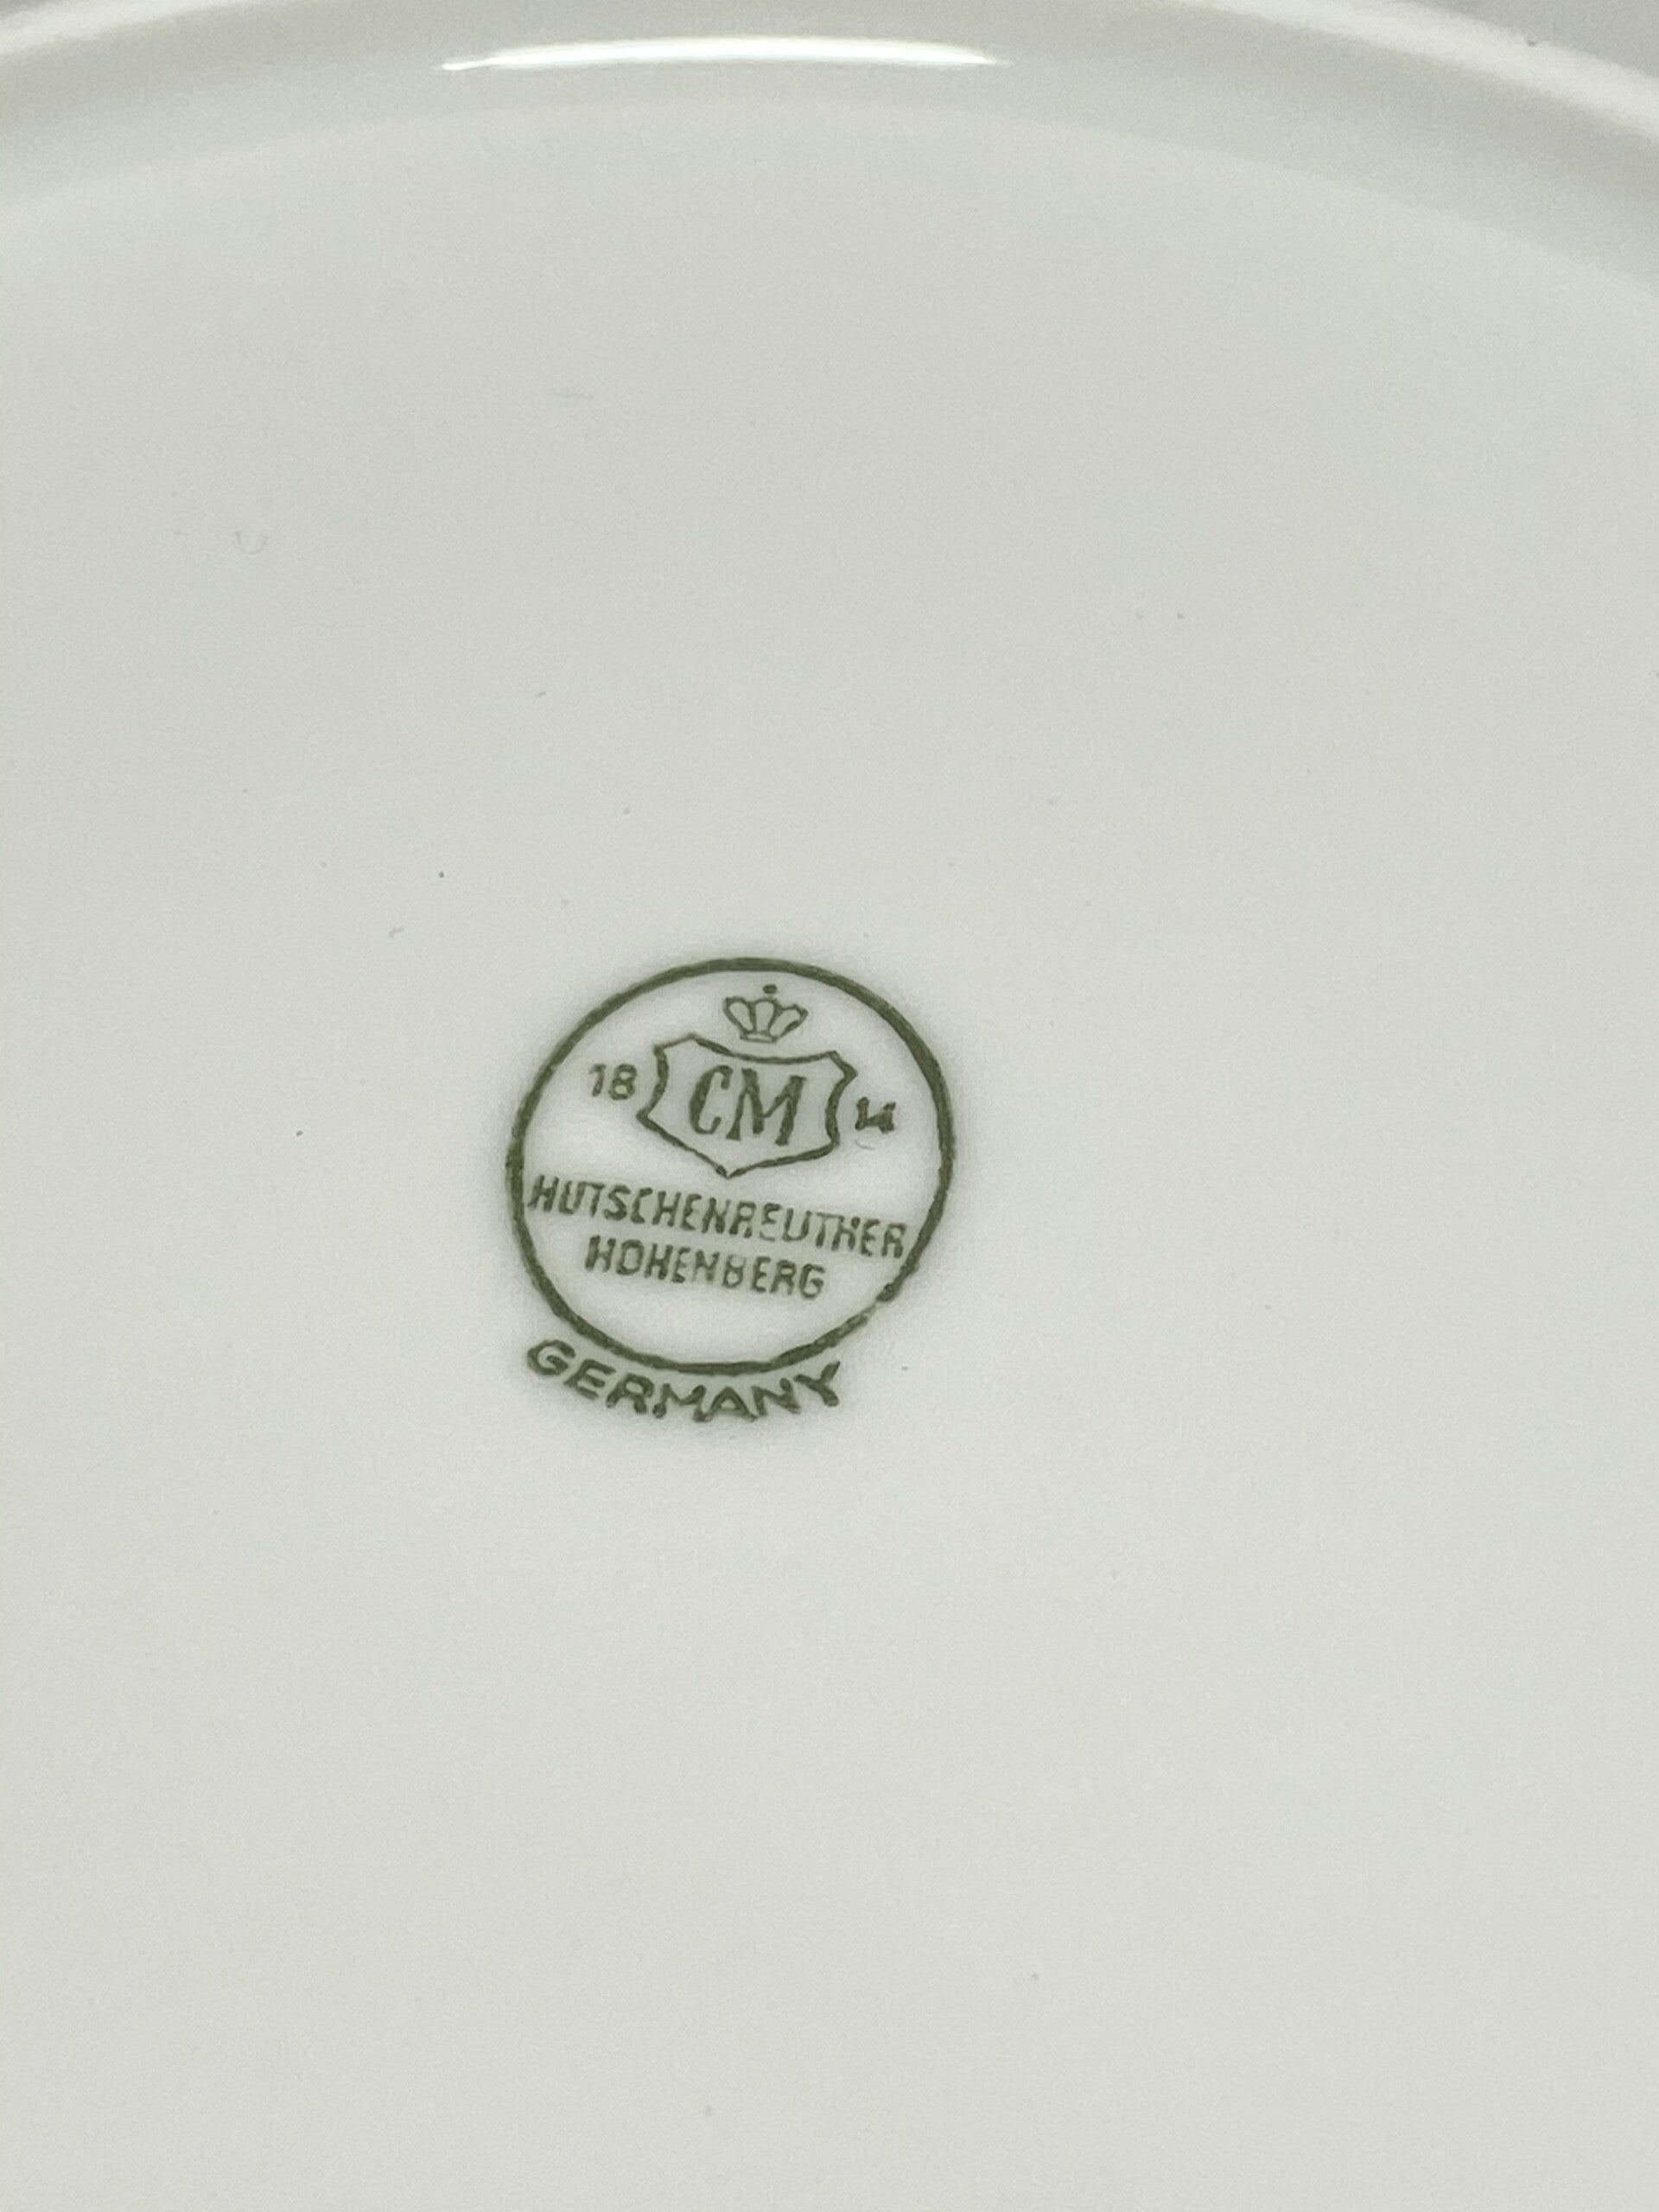 18 CM 14
HUTSCHENREUTHER
HOHENBERG
GERMANY